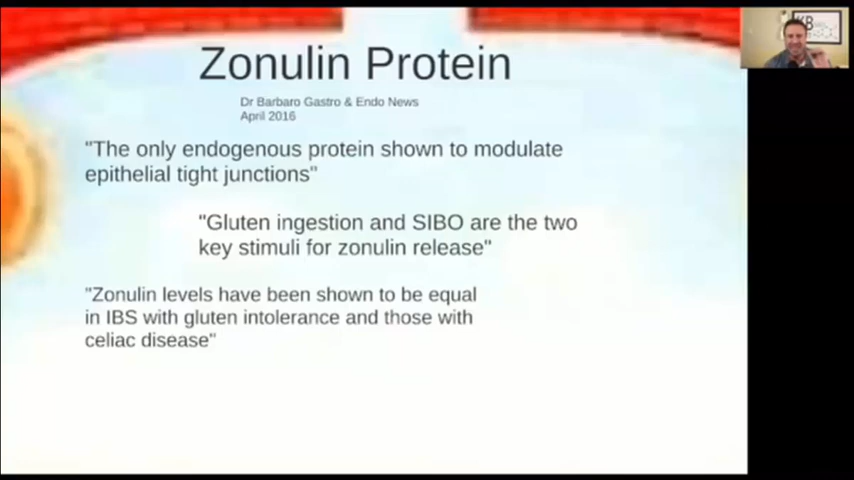 Zonulin Protein
Dr Barbaro Gastro & Endo News
April 2016
"The only endogenous protein shown to modulate
epithelial tight junctions"
"Gluten ingestion and SIBO are the two
key stimuli for zonulin release"
"Zonulin levels have been shown to be equal
in IBS with gluten intolerance and those with
celiac disease"